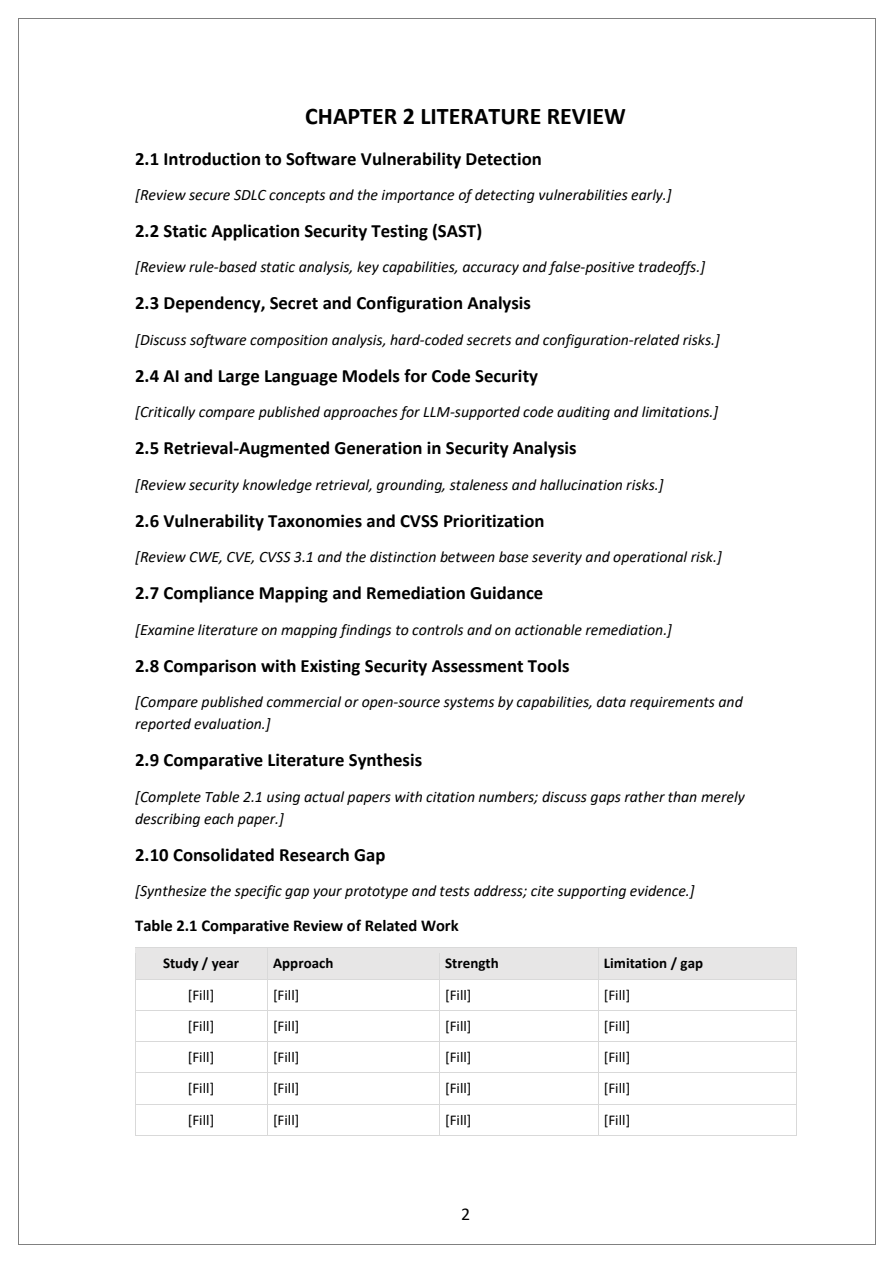 CHAPTER 2 LITERATURE REVIEW
2.1 Introduction to Software Vulnerability Detection
[Review secure SDLC concepts and the importance of detecting vulnerabilities early.]
2.2 Static Application Security Testing (SAST)
[Review rule-based static analysis, key capabilities, accuracy and false-positive tradeoffs.]
2.3 Dependency, Secret and Configuration Analysis
[Discuss software composition analysis, hard-coded secrets and configuration-related risks.]
2.4 AI and Large Language Models for Code Security
[Critically compare published approaches for LLM-supported code auditing and limitations.]
2.5 Retrieval-Augmented Generation in Security Analysis
[Review security knowledge retrieval, grounding, staleness and hallucination risks.]
2.6 Vulnerability Taxonomies and CVSS Prioritization
[Review CWE, CVE, CVSS 3.1 and the distinction between base severity and operational risk.]
2.7 Compliance Mapping and Remediation Guidance
[Examine literature on mapping findings to controls and on actionable remediation.]
2.8 Comparison with Existing Security Assessment Tools
[Compare published commercial or open-source systems by capabilities, data requirements and
reported evaluation.]
2.9 Comparative Literature Synthesis
[Complete Table 2.1 using actual papers with citation numbers; discuss gaps rather than merely
describing each paper.]
2.10 Consolidated Research Gap
[Synthesize the specific gap your prototype and tests address; cite supporting evidence.]
Table 2.1 Comparative Review of Related Work
Study / year Approach Strength Limitation / gap
[Fill] [Fill] [Fill] [Fill]
[Fill] [Fill] [Fill] [Fill]
[Fill] [Fill] [Fill] [Fill]
[Fill] [Fill] [Fill] [Fill]
[Fill] [Fill] [Fill] [Fill]
2